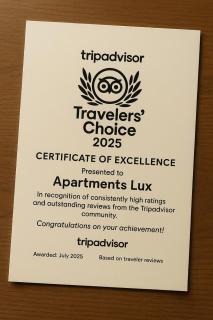 tripadvisor
Travelers'
Choice
2025
CERTIFICATE OF EXCELLENCE
Presented to
Apartments Lux
In recognition of consistently high ratings
and outstanding reviews from the Tripadvisor
community.
Congratulations on your achievement!
tripadvisor
Awarded: July 2025 Based on traveler reviews